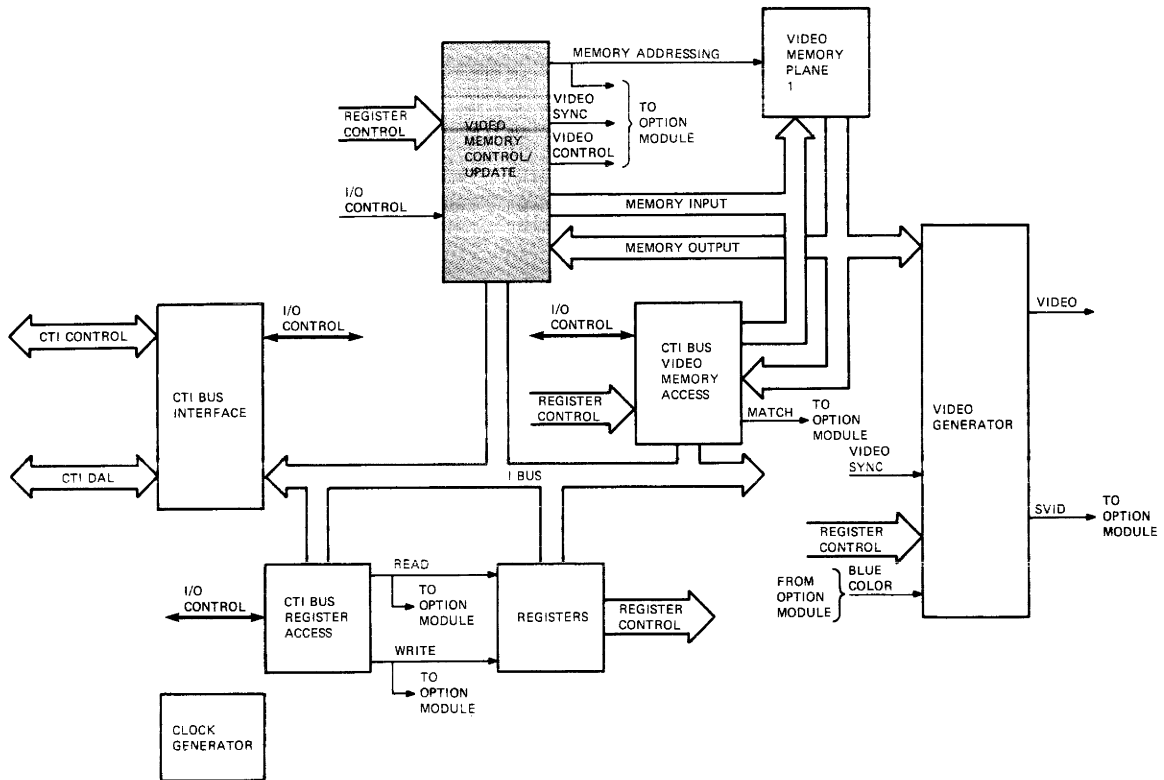 VIDEO
MEMORY
PLANE
1
MEMORY ADDRESSING
VIDEO
SYNC
VIDEO
CONTROL
TO
OPTION
MODULE
REGISTER
CONTROL
VIDEO
MEMORY
CONTROL/
UPDATE
I/O
CONTROL
MEMORY INPUT
MEMORY OUTPUT
CTI CONTROL
I/O
CONTROL
CTI BUS
INTERFACE
CTI DAL
I/O
CONTROL
REGISTER
CONTROL
CTI BUS
VIDEO
MEMORY
ACCESS
MATCH
TO
OPTION
MODULE
I BUS
VIDEO
GENERATOR
VIDEO
VIDEO
SYNC
SVID
TO
OPTION
MODULE
REGISTER
CONTROL
FROM
OPTION
MODULE
BLUE
COLOR
I/O
CONTROL
CTI BUS
REGISTER
ACCESS
READ
TO
OPTION
MODULE
WRITE
TO
OPTION
MODULE
REGISTERS
REGISTER
CONTROL
CLOCK
GENERATOR